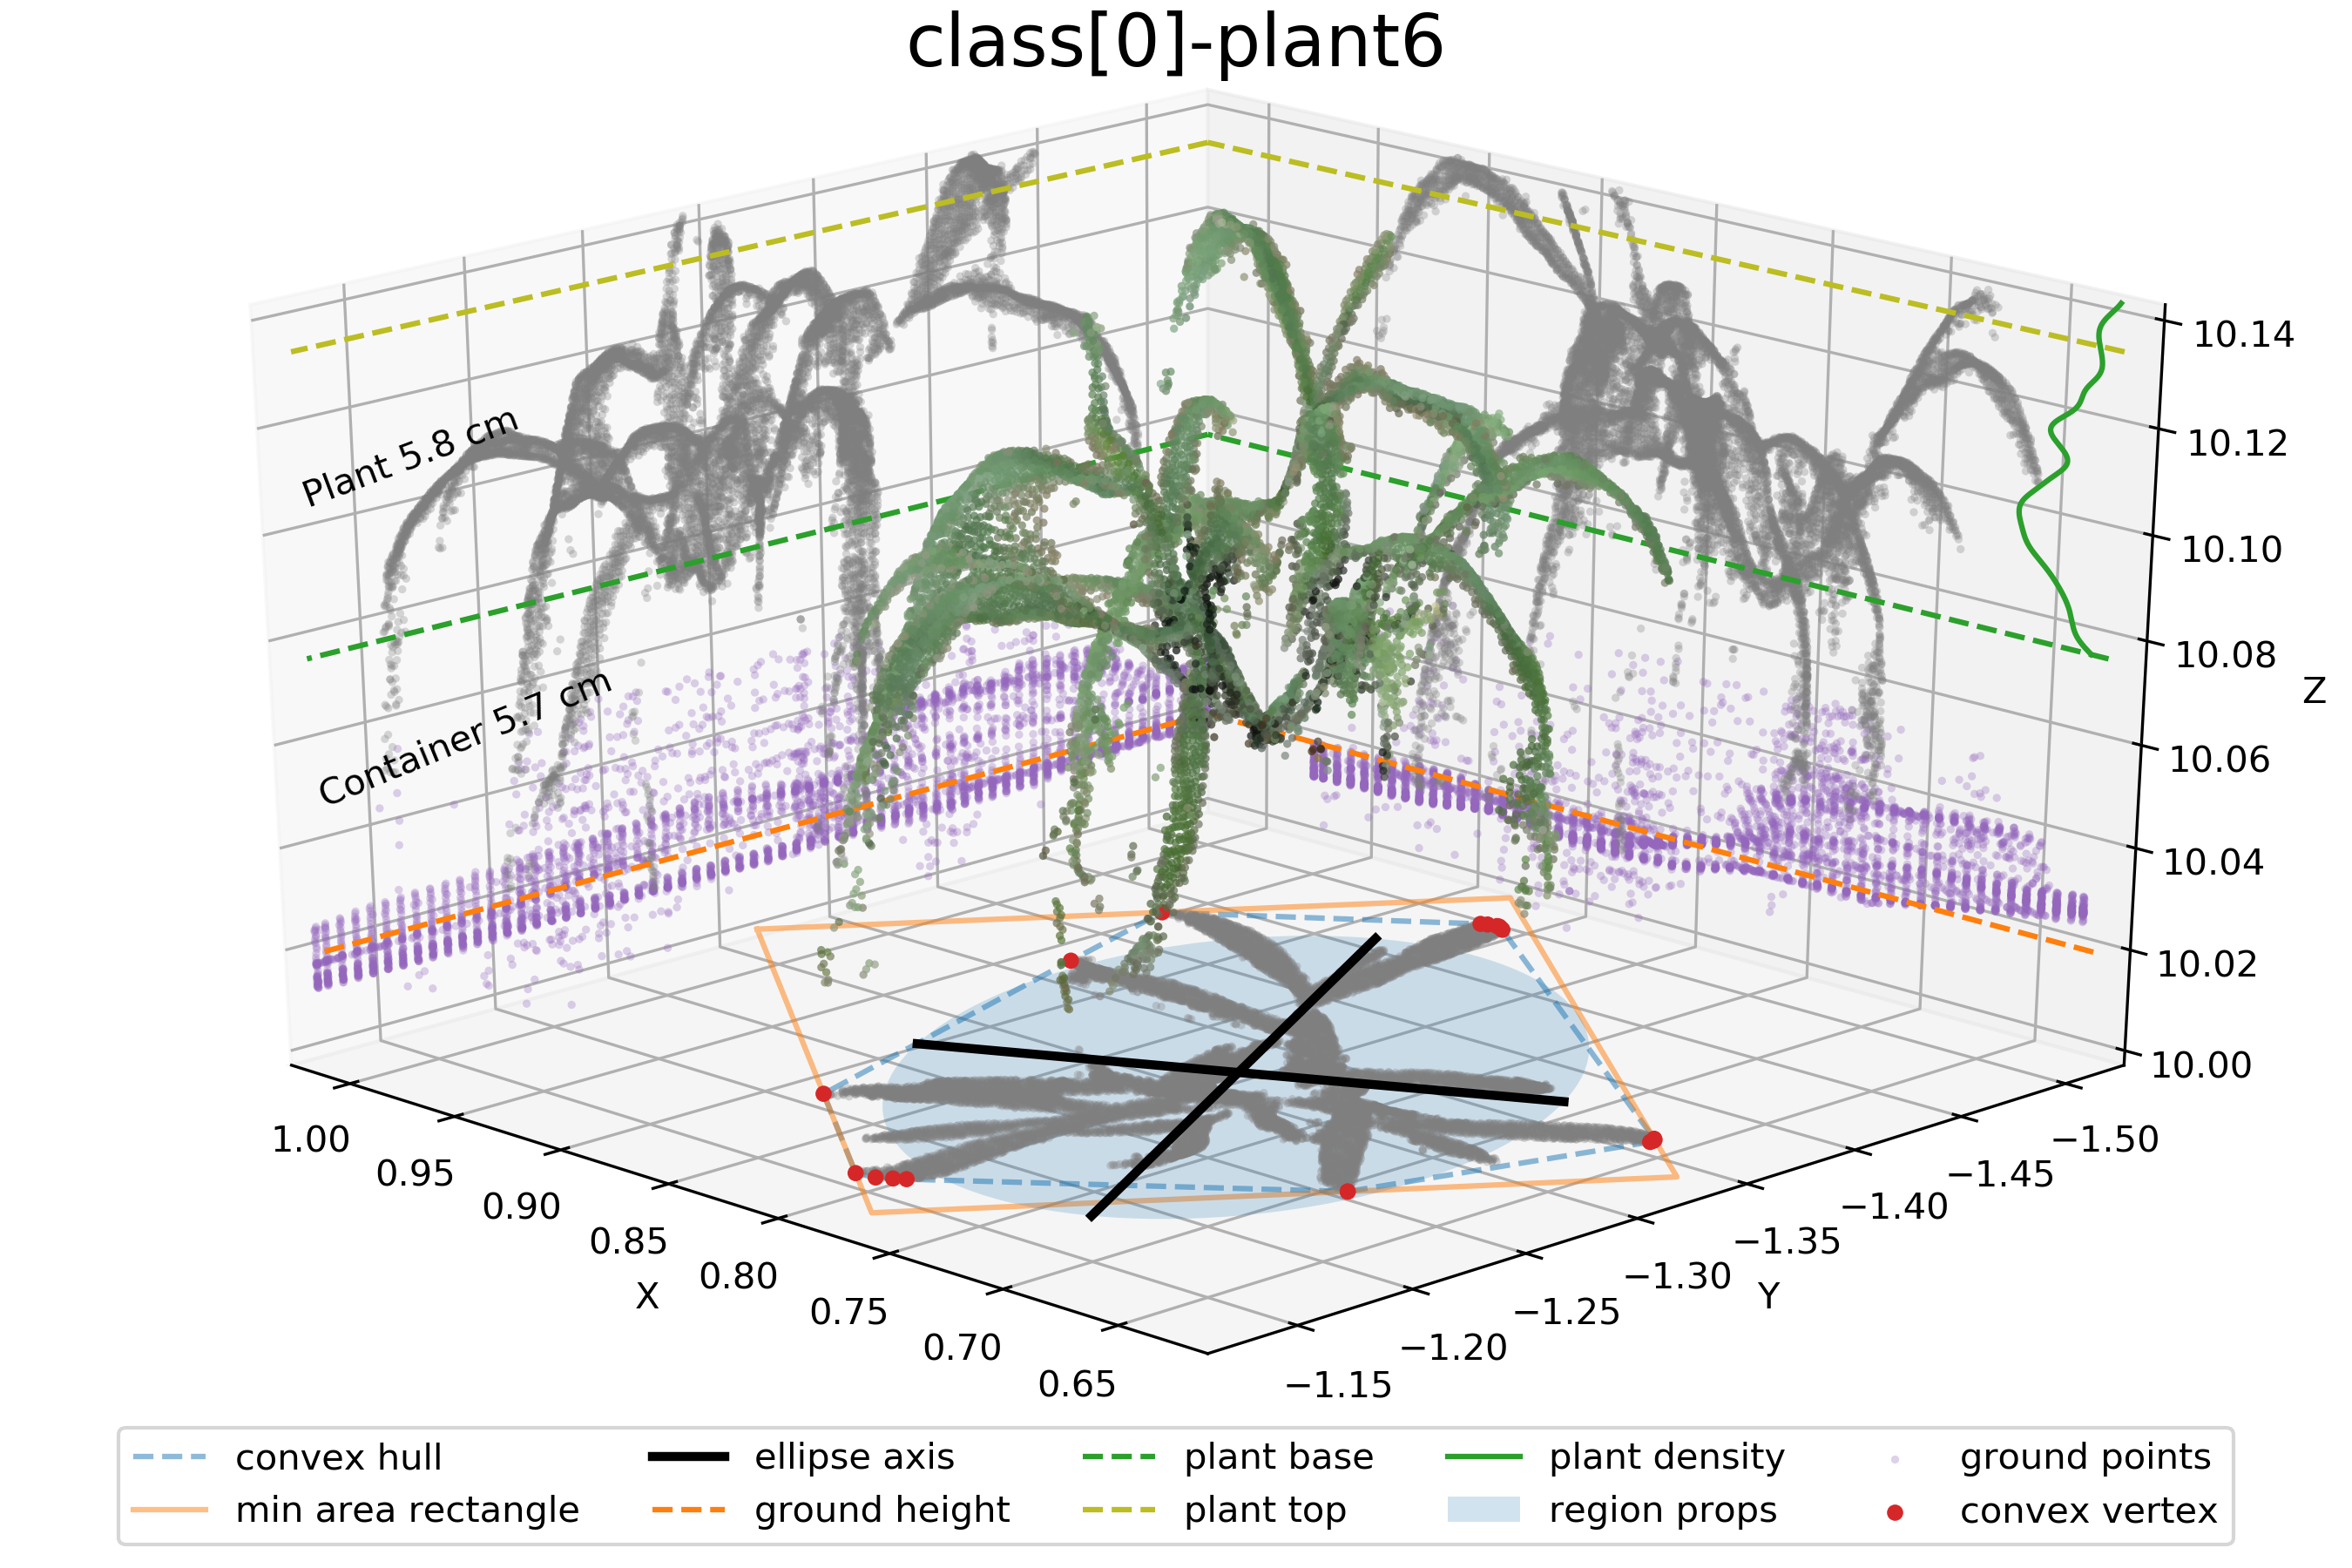 class[0]-plant6
Plant 5.8 cm
Container 5.7 cm
10.14
10.12
10.10
10.08
Z
10.06
10.04
10.02
10.00
1.00
0.95
0.90
0.85
0.80
0.75
0.70
0.65
X
−1.50
−1.45
−1.40
−1.35
−1.30
−1.25
−1.20
−1.15
Y
convex hull
ellipse axis
plant base
plant density
ground points
min area rectangle
ground height
plant top
region props
convex vertex